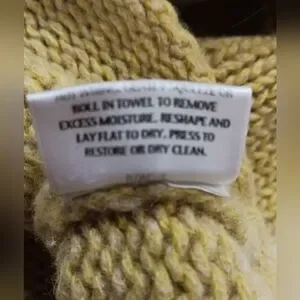 ROLL IN TOWEL TO REMOVE
EXCESS MOISTURE. RESHAPE AND
LAY FLAT TO DRY. PRESS TO
RESTORE OR DRY CLEAN.